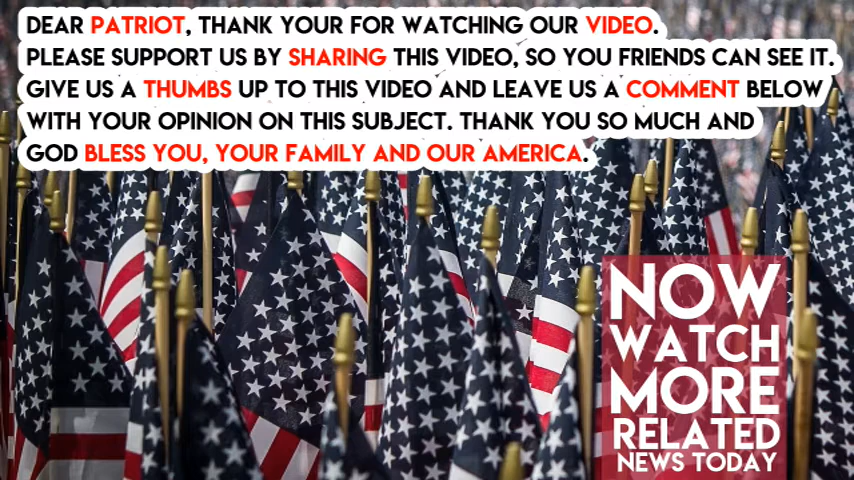 DEAR PATRIOT, THANK YOUR FOR WATCHING OUR VIDEO.
PLEASE SUPPORT US BY SHARING THIS VIDEO, SO YOU FRIENDS CAN SEE IT.
GIVE US A THUMBS UP TO THIS VIDEO AND LEAVE US A COMMENT BELOW
WITH YOUR OPINION ON THIS SUBJECT. THANK YOU SO MUCH AND
GOD BLESS YOU, YOUR FAMILY AND OUR AMERICA.
NOW
WATCH
MORE
RELATED
NEWS TODAY